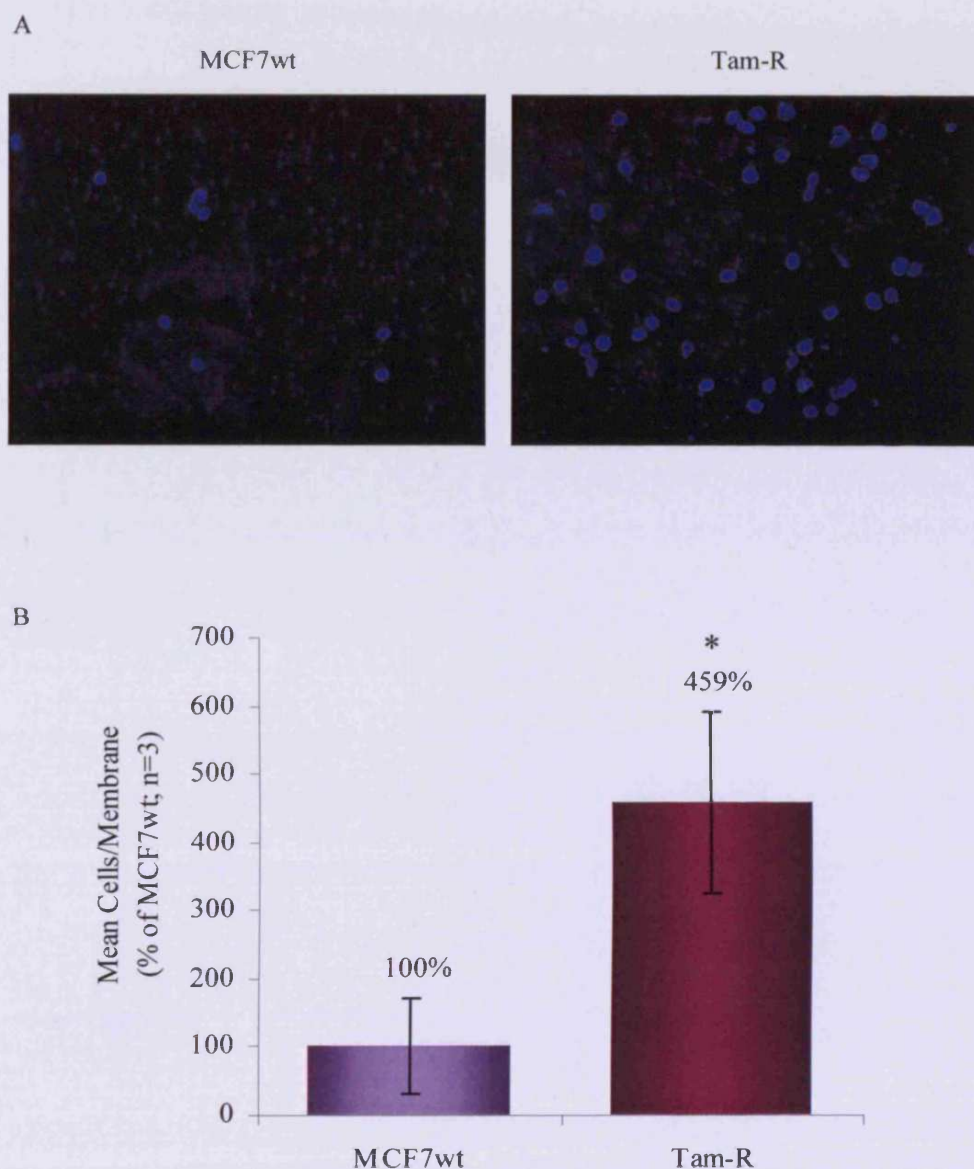 A
MCF7wt
Tam-R
B
Mean Cells/Membrane
(% of MCF7wt; n=3)
700
600
500
400
300
200
100
0
100%
*
459%
MCF7wt
Tam-R